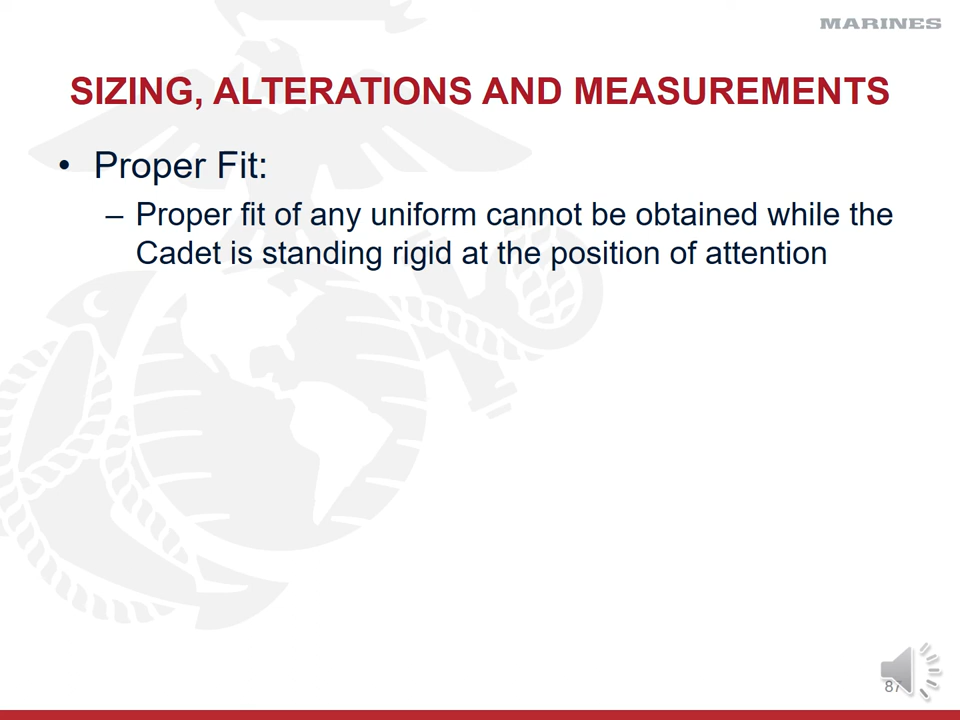 MARINES
SIZING, ALTERATIONS AND MEASUREMENTS
• Proper Fit:
– Proper fit of any uniform cannot be obtained while the
Cadet is standing rigid at the position of attention
87